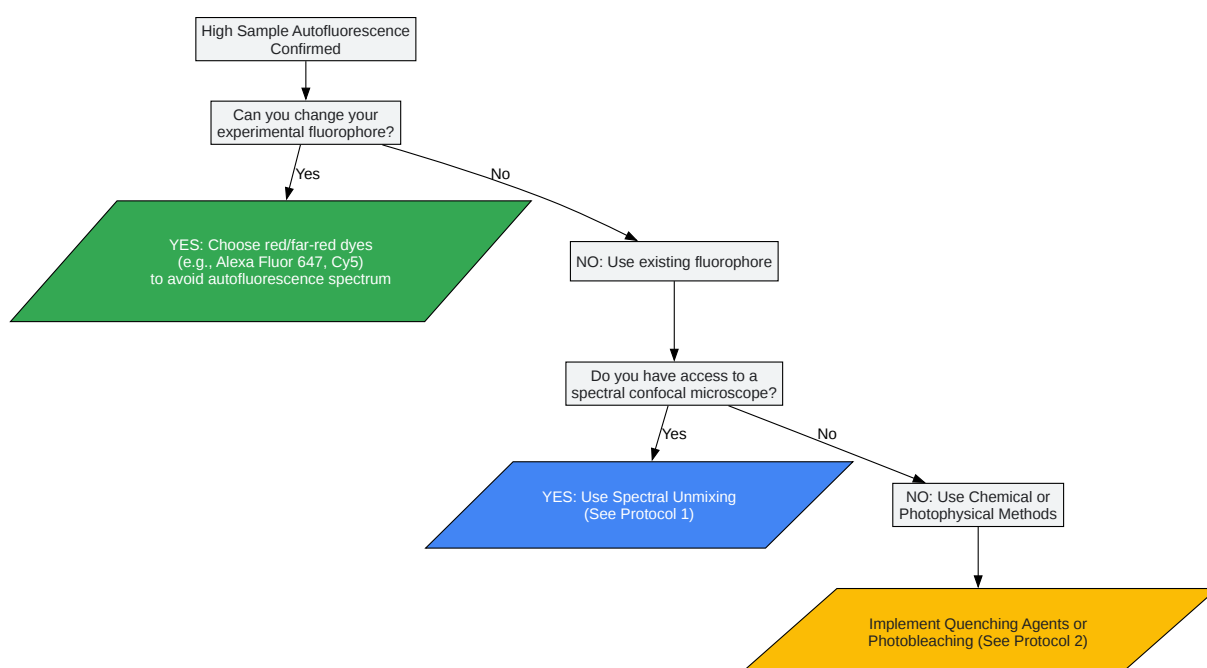 High Sample Autofluorescence
Confirmed
Can you change your
experimental fluorophore?
Yes
No
YES: Choose red/far-red dyes
(e.g., Alexa Fluor 647, Cy5)
to avoid autofluorescence spectrum
NO: Use existing fluorophore
Do you have access to a
spectral confocal microscope?
Yes
No
YES: Use Spectral Unmixing
(See Protocol 1)
NO: Use Chemical or
Photophysical Methods
Implement Quenching Agents or
Photobleaching (See Protocol 2)